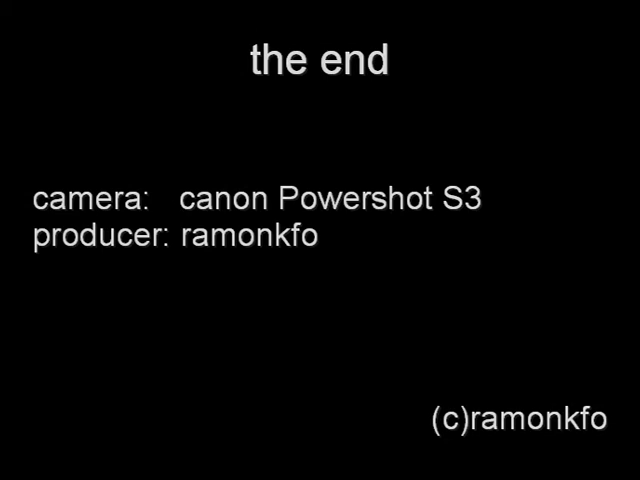 the end
camera: canon Powershot S3
producer: ramonkfo
(c)ramonkfo